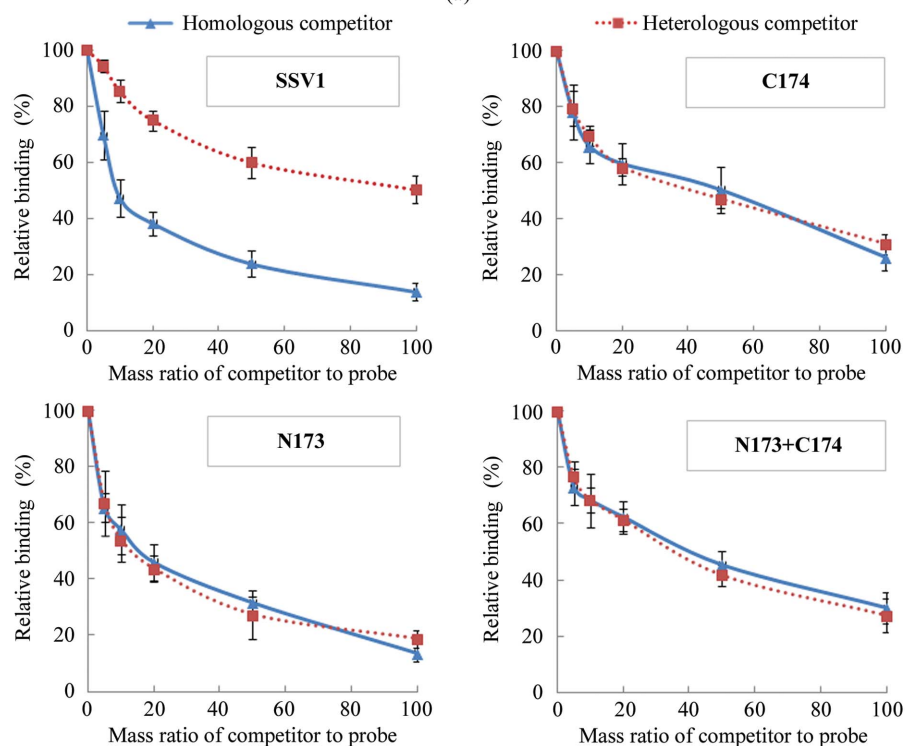 Homologous competitor
Heterologous competitor
SSV1
Relative binding (%)
100
80
60
40
20
0
0 20 40 60 80 100
Mass ratio of competitor to probe
C174
Relative binding (%)
100
80
60
40
20
0
0 20 40 60 80 100
Mass ratio of competitor to probe
N173
Relative binding (%)
100
80
60
40
20
0
0 20 40 60 80 100
Mass ratio of competitor to probe
N173+C174
Relative binding (%)
100
80
60
40
20
0
0 20 40 60 80 100
Mass ratio of competitor to probe